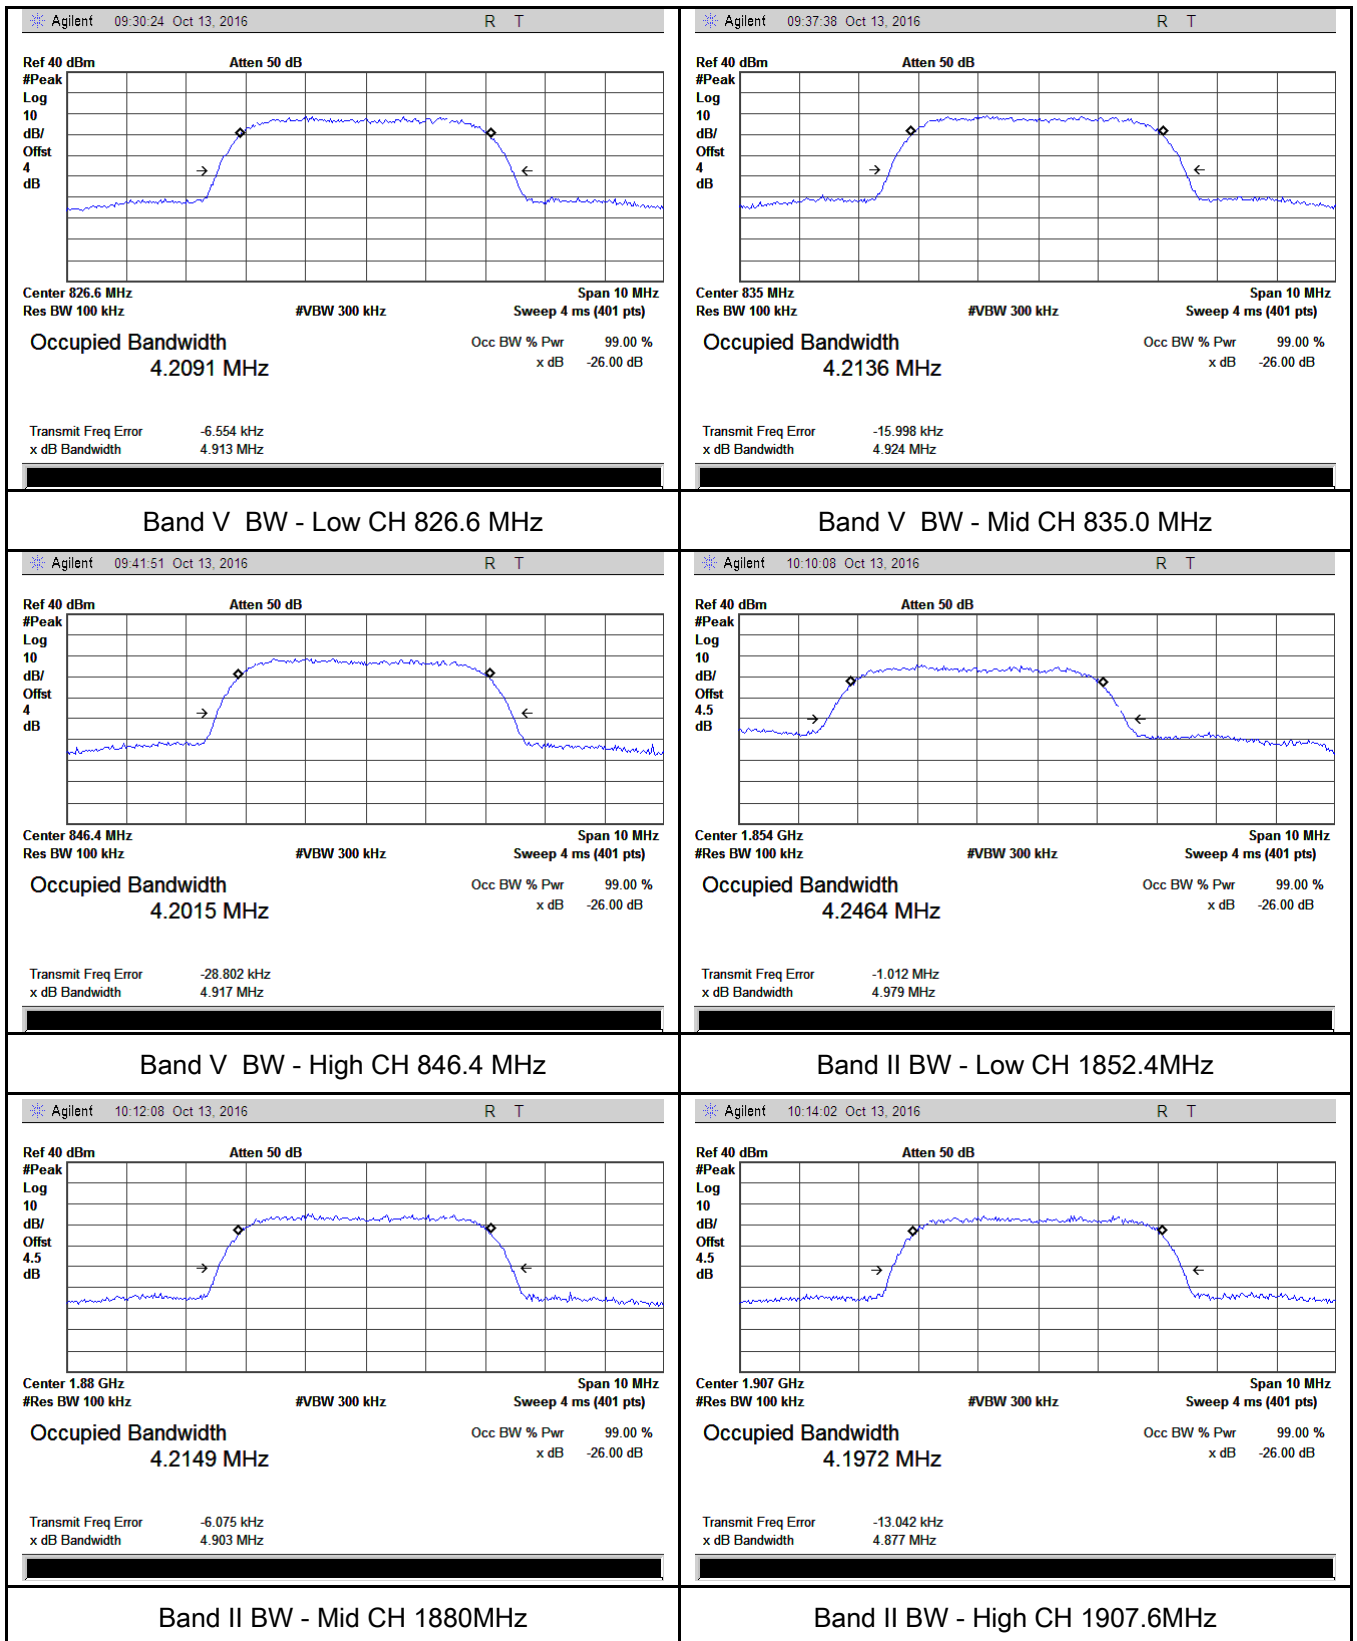 Agilent 09:30:24 Oct 13, 2016 R T
Ref 40 dBm Atten 50 dB
#Peak
Log
10
dB/
Offst
4
dB
Center 826.6 MHz Span 10 MHz
Res BW 100 kHz #VBW 300 kHz Sweep 4 ms (401 pts)
Occupied Bandwidth Occ BW % Pwr 99.00 %
4.2091 MHz x dB -26.00 dB
Transmit Freq Error -6.554 kHz
x dB Bandwidth 4.913 MHz
Band V BW - Low CH 826.6 MHz
Agilent 09:37:38 Oct 13, 2016 R T
Ref 40 dBm Atten 50 dB
#Peak
Log
10
dB/
Offst
4
dB
Center 835 MHz Span 10 MHz
Res BW 100 kHz #VBW 300 kHz Sweep 4 ms (401 pts)
Occupied Bandwidth Occ BW % Pwr 99.00 %
4.2136 MHz x dB -26.00 dB
Transmit Freq Error -15.998 kHz
x dB Bandwidth 4.924 MHz
Band V BW - Mid CH 835.0 MHz
Agilent 09:41:51 Oct 13, 2016 R T
Ref 40 dBm Atten 50 dB
#Peak
Log
10
dB/
Offst
4
dB
Center 846.4 MHz Span 10 MHz
Res BW 100 kHz #VBW 300 kHz Sweep 4 ms (401 pts)
Occupied Bandwidth Occ BW % Pwr 99.00 %
4.2015 MHz x dB -26.00 dB
Transmit Freq Error -28.802 kHz
x dB Bandwidth 4.917 MHz
Band V BW - High CH 846.4 MHz
Agilent 10:10:08 Oct 13, 2016 R T
Ref 40 dBm Atten 50 dB
#Peak
Log
10
dB/
Offst
4.5
dB
Center 1.854 GHz Span 10 MHz
#Res BW 100 kHz #VBW 300 kHz Sweep 4 ms (401 pts)
Occupied Bandwidth Occ BW % Pwr 99.00 %
4.2464 MHz x dB -26.00 dB
Transmit Freq Error -1.012 MHz
x dB Bandwidth 4.979 MHz
Band II BW - Low CH 1852.4MHz
Agilent 10:12:08 Oct 13, 2016 R T
Ref 40 dBm Atten 50 dB
#Peak
Log
10
dB/
Offst
4.5
dB
Center 1.88 GHz Span 10 MHz
#Res BW 100 kHz #VBW 300 kHz Sweep 4 ms (401 pts)
Occupied Bandwidth Occ BW % Pwr 99.00 %
4.2149 MHz x dB -26.00 dB
Transmit Freq Error -6.075 kHz
x dB Bandwidth 4.903 MHz
Band II BW - Mid CH 1880MHz
Agilent 10:14:02 Oct 13, 2016 R T
Ref 40 dBm Atten 50 dB
#Peak
Log
10
dB/
Offst
4.5
dB
Center 1.907 GHz Span 10 MHz
#Res BW 100 kHz #VBW 300 kHz Sweep 4 ms (401 pts)
Occupied Bandwidth Occ BW % Pwr 99.00 %
4.1972 MHz x dB -26.00 dB
Transmit Freq Error -13.042 kHz
x dB Bandwidth 4.877 MHz
Band II BW - High CH 1907.6MHz